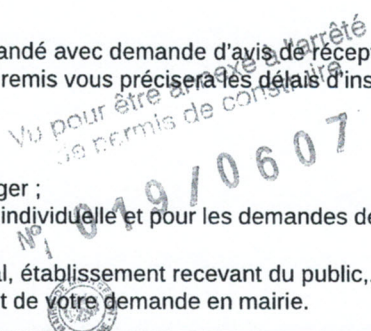 andé avec demande d'avis de récept
remis vous précisera les délais d'ins
Vu pour être annexé à l'arrêté
de permis de construire
N° 019/0607
ger ;
individuelle et pour les demandes de
l, établissement recevant du public,.
t de votre demande en mairie.